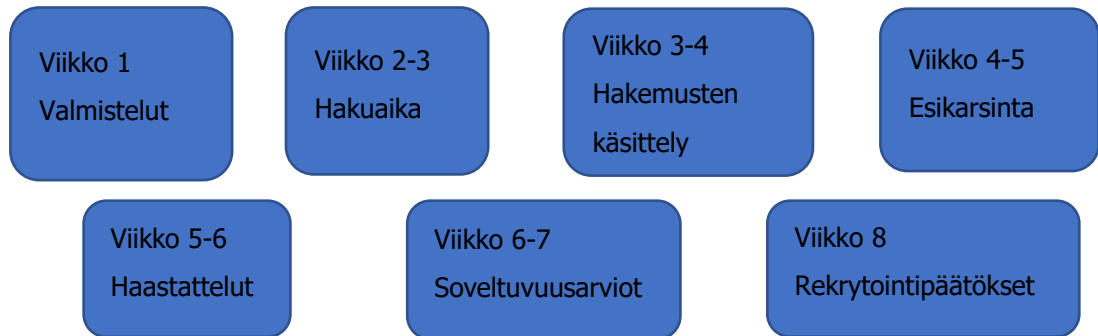 Viikko 1
Valmistelut
Viikko 2-3
Hakuaika
Viikko 3-4
Hakemusten
käsittely
Viikko 4-5
Esikarsinta
Viikko 5-6
Haastattelut
Viikko 6-7
Soveltuvuusarviot
Viikko 8
Rekrytointipäätökset